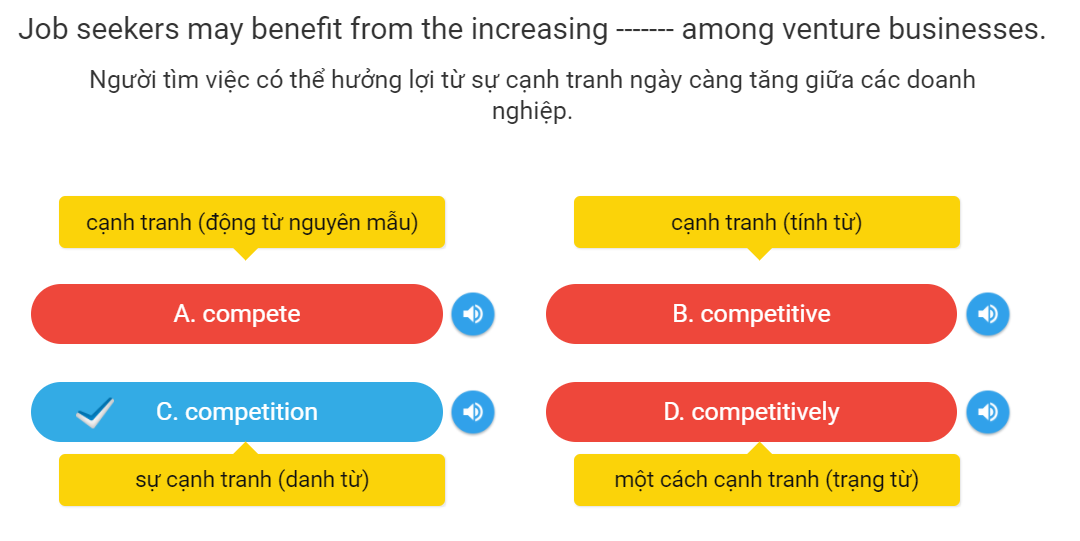 Job seekers may benefit from the increasing ------- among venture businesses.
Người tìm việc có thể hưởng lợi từ sự cạnh tranh ngày càng tăng giữa các doanh
nghiệp.
cạnh tranh (động từ nguyên mẫu)
cạnh tranh (tính từ)
A. compete
B. competitive
C. competition
D. competitively
sự cạnh tranh (danh từ)
một cách cạnh tranh (trạng từ)